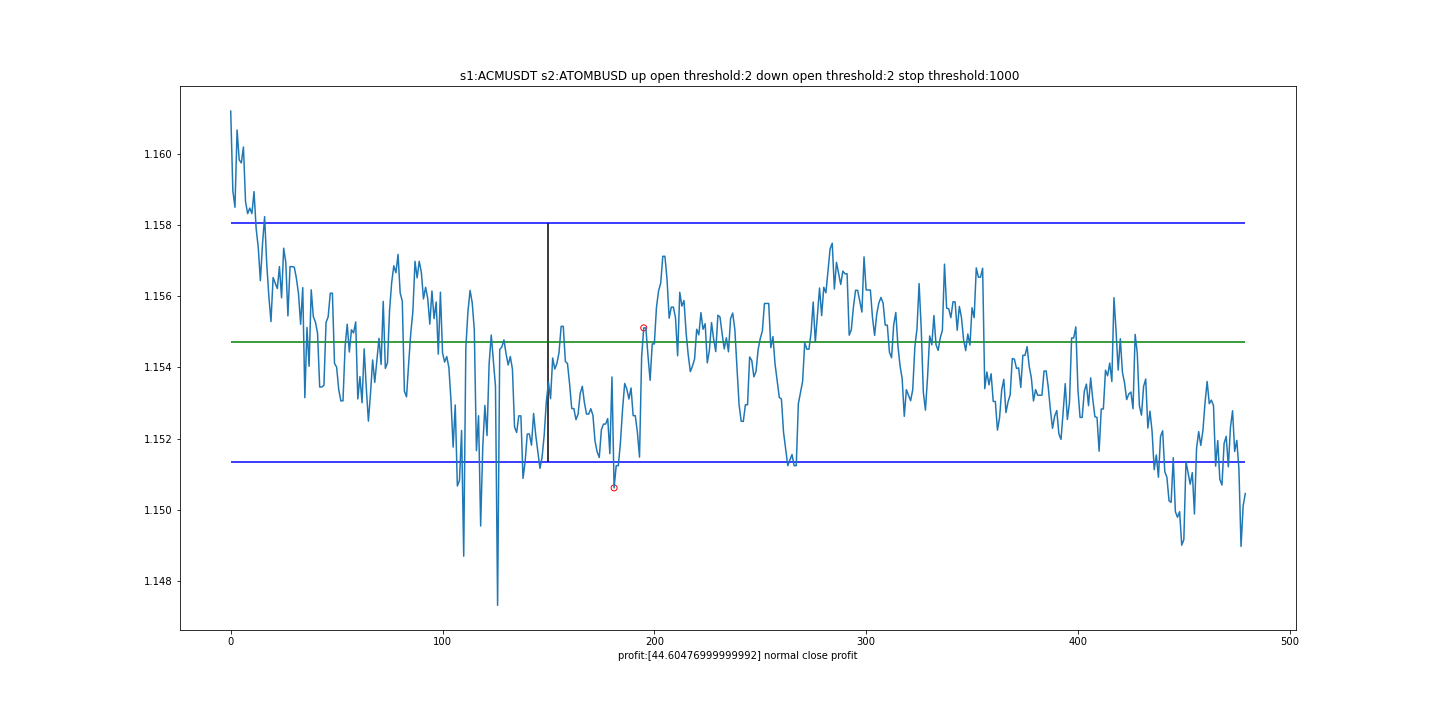 s1:ACMUSDT s2:ATOMBUSD up open threshold:2 down open threshold:2 stop threshold:1000
1.160
1.158
1.156
1.154
1.152
1.150
1.148
0 100 200 300 400 500
profit:[44.60476999999992] normal close profit